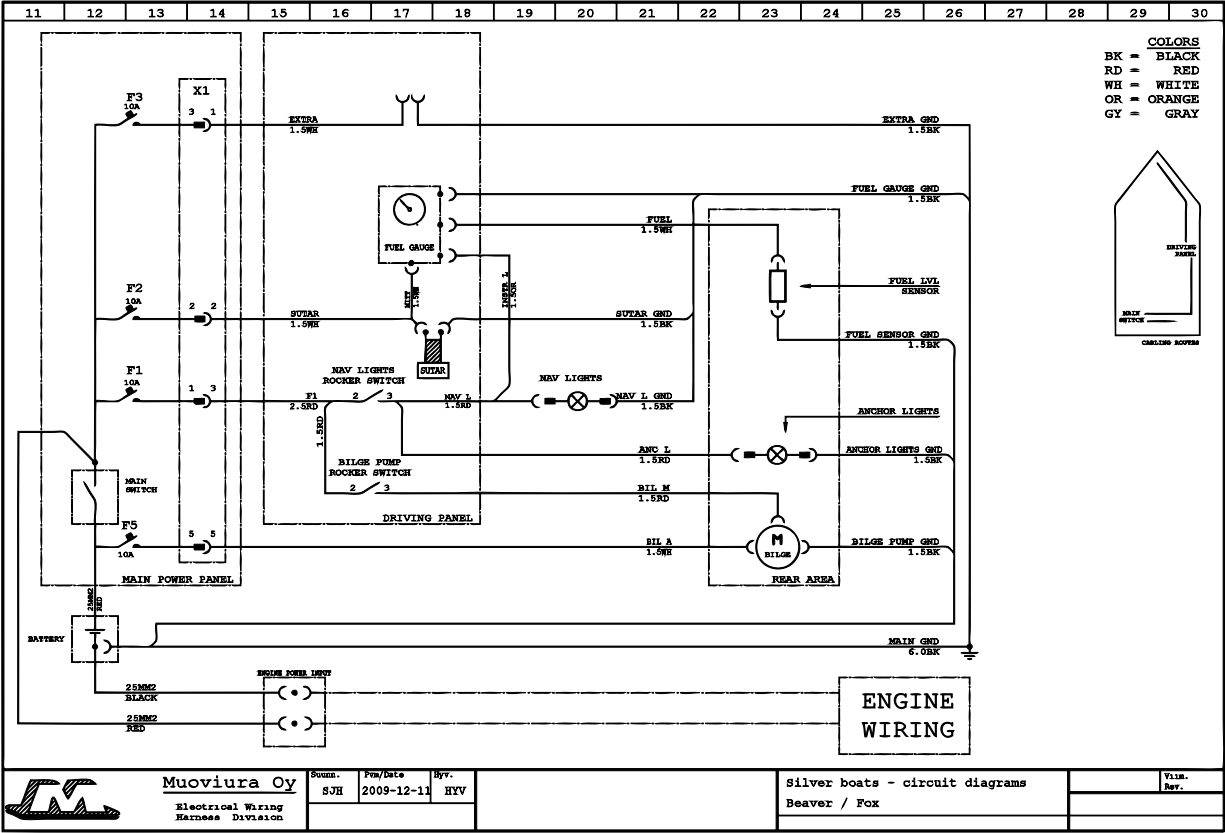 11 12 13 14 15 16 17 18 19 20 21 22 23 24 25 26 27 28 29 30
COLORS
BK = BLACK
RD = RED
WH = WHITE
OR = ORANGE
GY = GRAY
X1
F3
10A
3 1
EXTRA
1.5WH
EXTRA GND
1.5BK
FUEL GAUGE GND
1.5BK
FUEL
1.5WH
FUEL GAUGE
DRIVING
PANEL
MAIN
SWITCH
CABLING ROUTES
INSTR L
1.5OR
MITT
1.5WH
FUEL LVL
SENSOR
F2
10A
2 2
SUTAR
1.5WH
SUTAR GND
1.5BK
FUEL SENSOR GND
1.5BK
SUTAR
F1
10A
1 3
NAV LIGHTS
ROCKER SWITCH
F1
2.5RD
2 3
NAV L
1.5RD
NAV LIGHTS
NAV L GND
1.5BK
ANCHOR LIGHTS
1.5RD
ANC L
1.5RD
ANCHOR LIGHTS GND
1.5BK
BILGE PUMP
ROCKER SWITCH
2 3
BIL M
1.5RD
MAIN
SWITCH
DRIVING PANEL
F5
10A
5 5
BIL A
1.5WH
M
BILGE
BILGE PUMP GND
1.5BK
MAIN POWER PANEL
REAR AREA
25MM2
RED
BATTERY
MAIN GND
6.0BK
ENGINE POWER INPUT
25MM2
BLACK
25MM2
RED
ENGINE
WIRING
M
Muoviura Oy
Electrical Wiring
Harness Division
Suunn.
SJH
Pvm/Date
2009-12-11
Hyv.
HYV
Silver boats - circuit diagrams
Beaver / Fox
Viim.
Rev.